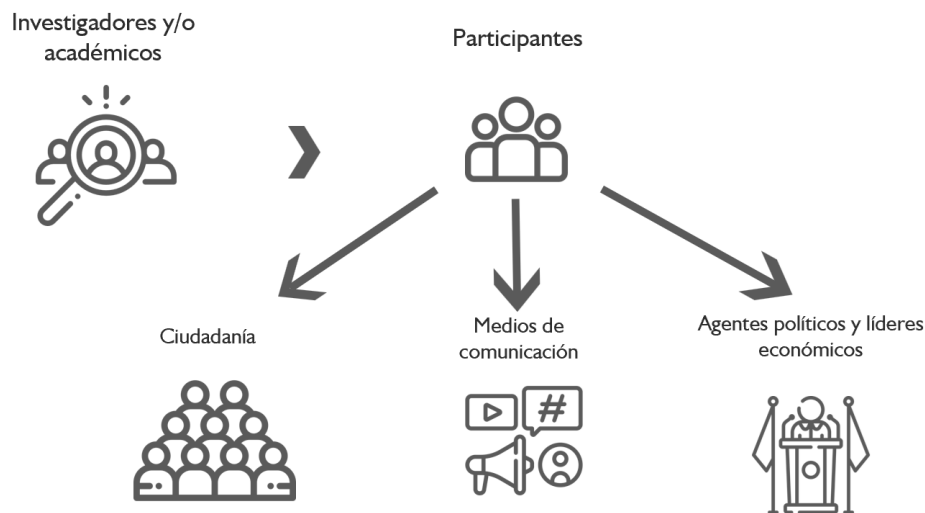 Investigadores y/o
académicos
Participantes
Ciudadanía
Medios de
comunicación
#
Agentes políticos y líderes
económicos